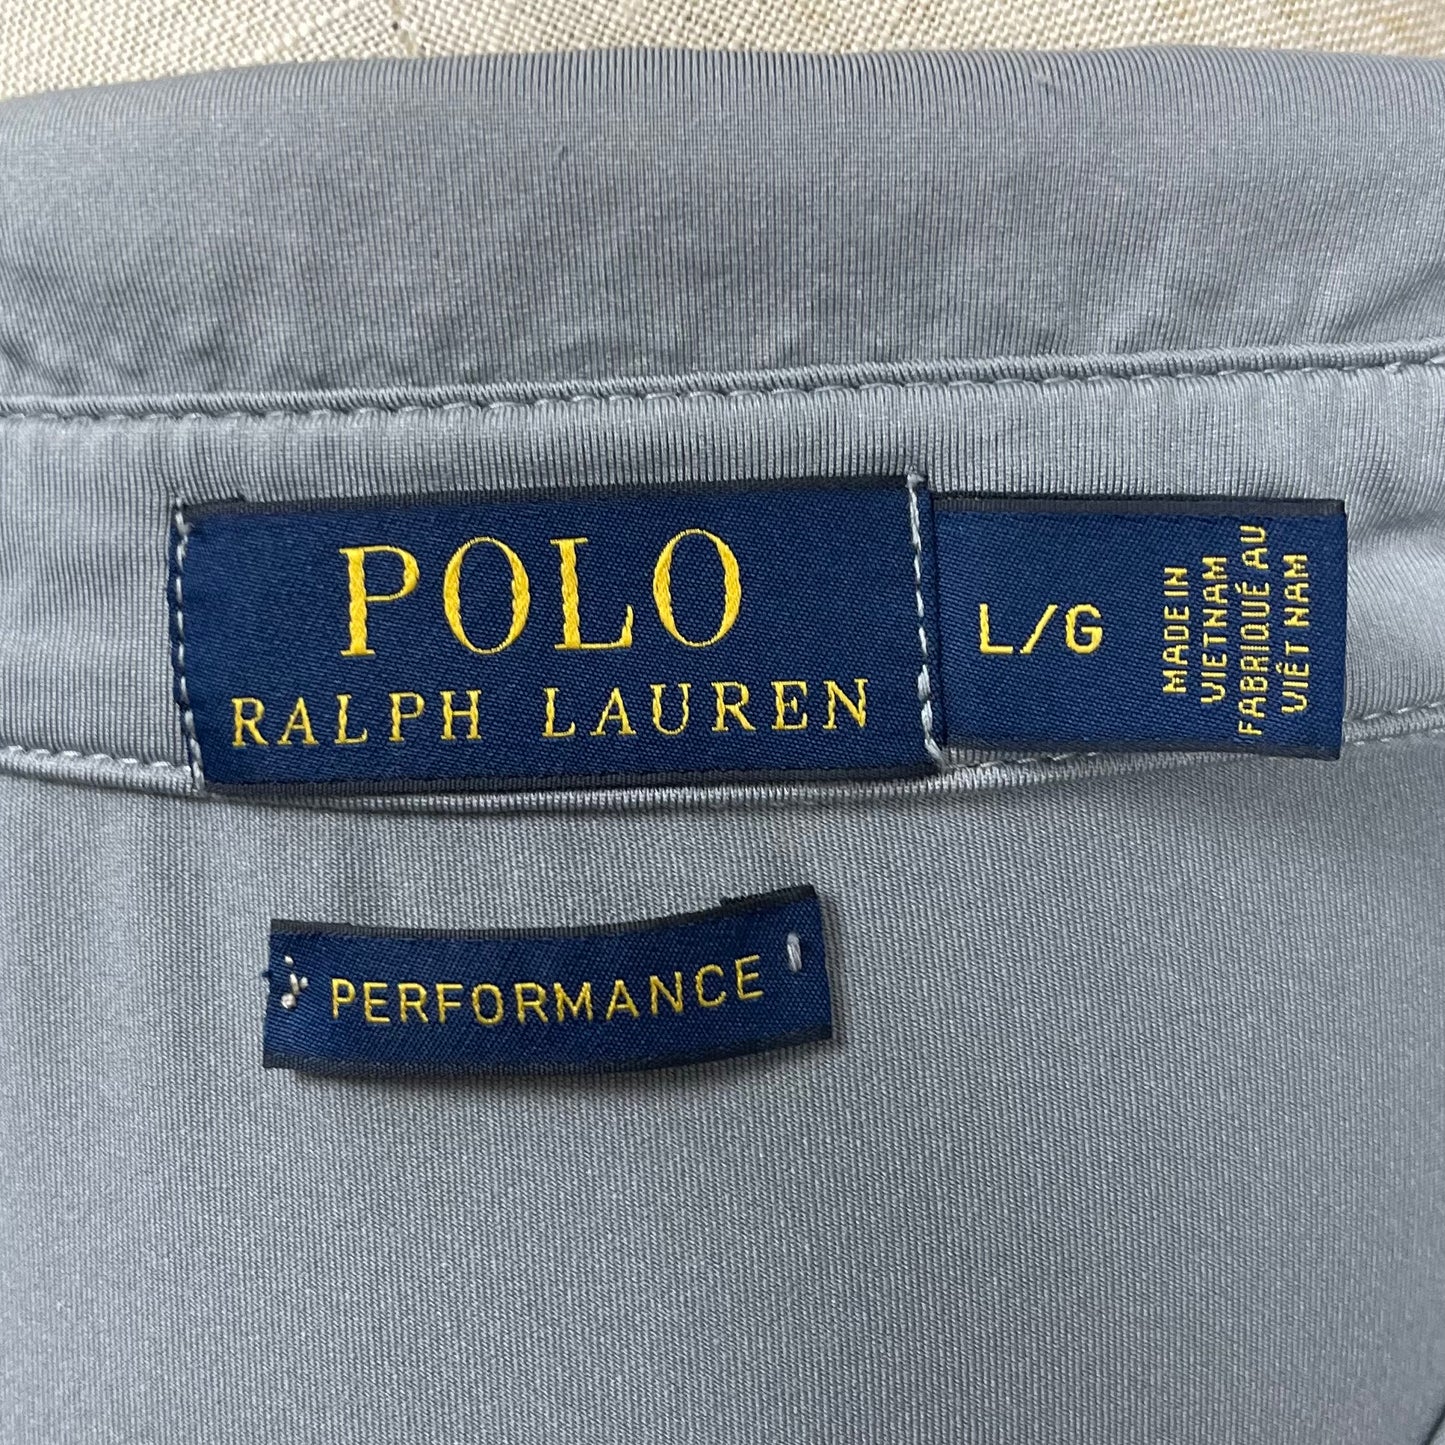 POLO
RALPH LAUREN
L/G
MADE IN
VIETNAM
FABRIQUÉ AU
VIÊT NAM
PERFORMANCE